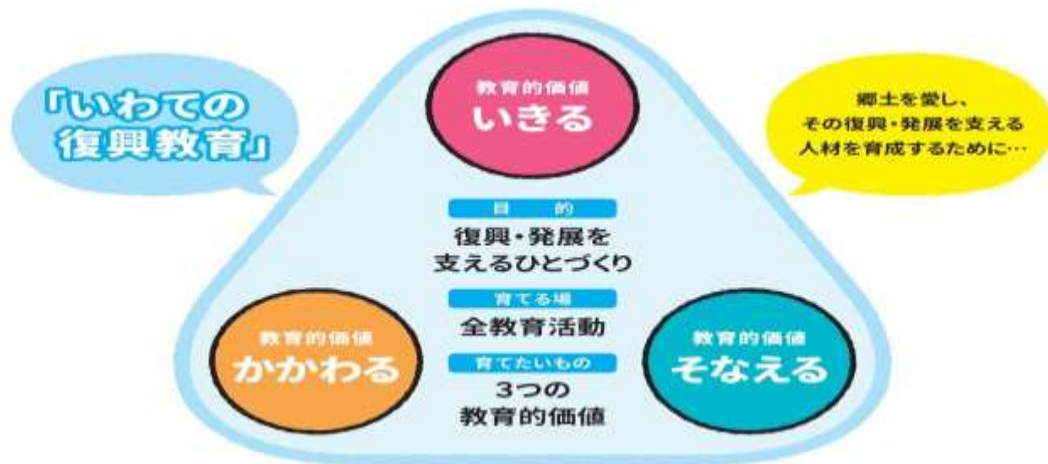 「いわての
復興教育」
教育的価値
いきる
郷土を愛し、
その復興・発展を支える
人材を育成するために…
目 的
復興・発展を
支えるひとづくり
育てる場
全教育活動
育てたいもの
3つの
教育的価値
教育的価値
かかわる
教育的価値
そなえる